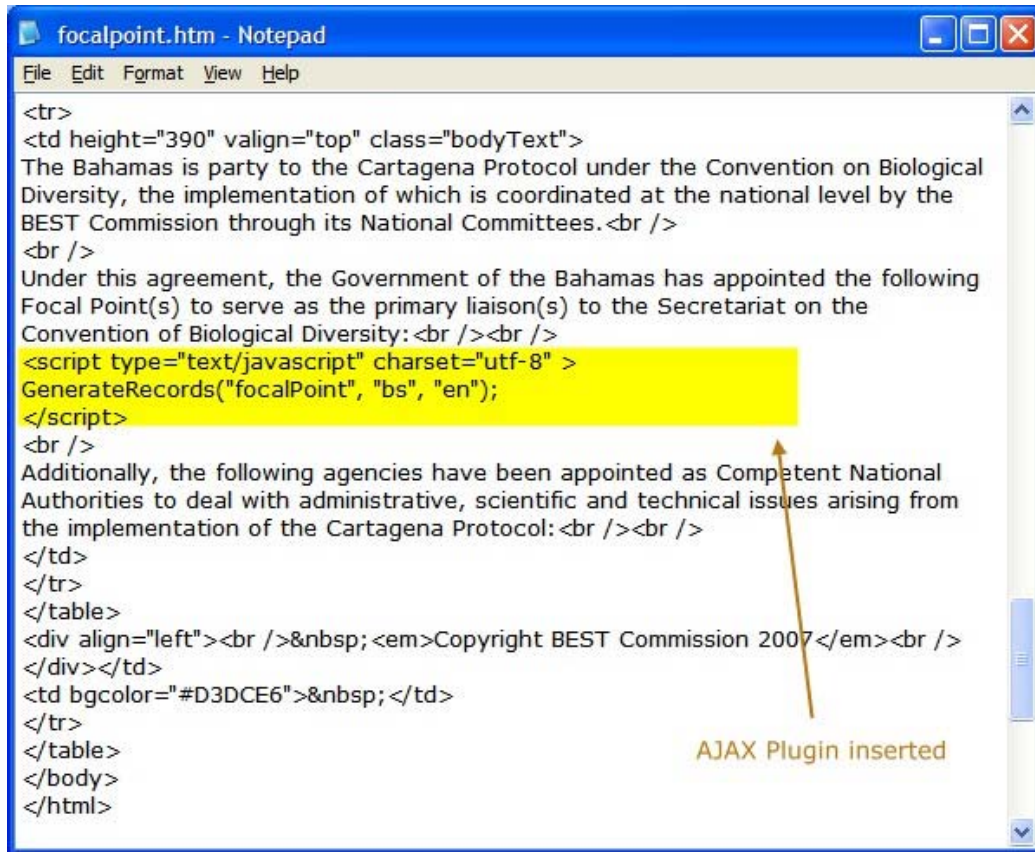 focalpoint.htm - Notepad
File Edit Format View Help
<tr>
<td height="390" valign="top" class="bodyText">
The Bahamas is party to the Cartagena Protocol under the Convention on Biological
Diversity, the implementation of which is coordinated at the national level by the
BEST Commission through its National Committees.<br />
<br />
Under this agreement, the Government of the Bahamas has appointed the following
Focal Point(s) to serve as the primary liaison(s) to the Secretariat on the
Convention of Biological Diversity:<br /><br />
<script type="text/javascript" charset="utf-8" >
GenerateRecords("focalPoint", "bs", "en");
</script>
<br />
Additionally, the following agencies have been appointed as Competent National
Authorities to deal with administrative, scientific and technical issues arising from
the implementation of the Cartagena Protocol:<br /><br />
</td>
</tr>
</table>
<div align="left"><br />&nbsp;<em>Copyright BEST Commission 2007</em><br />
</div></td>
<td bgcolor="#D3DCE6">&nbsp;</td>
</tr>
</table>
</body>
</html>
AJAX Plugin inserted